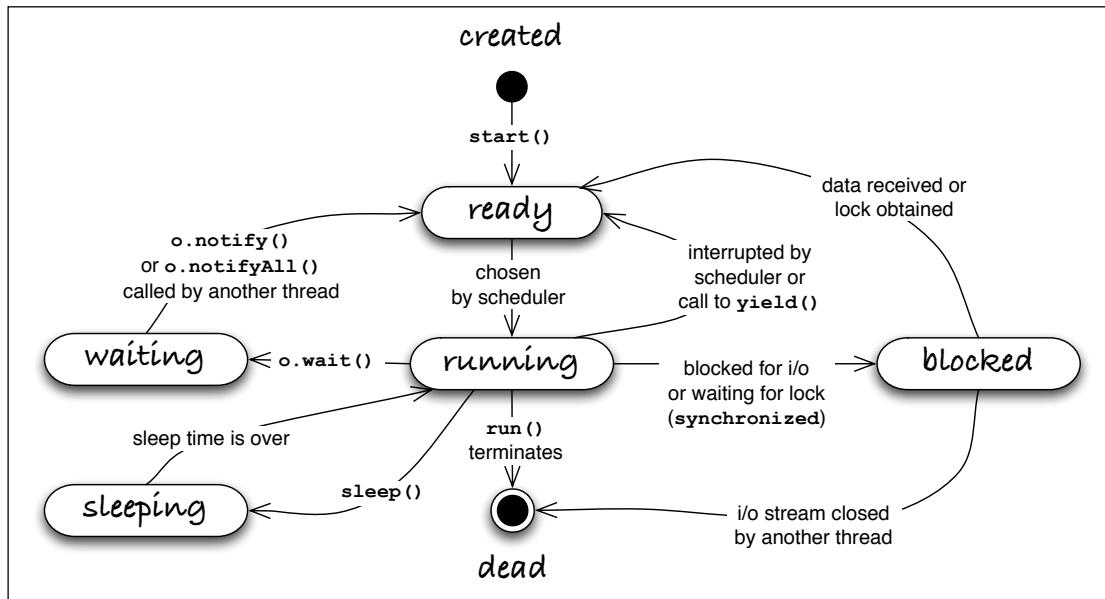 created
start()
ready
data received or
lock obtained
o.notify()
or o.notifyAll()
called by another thread
chosen
by scheduler
interrupted by
scheduler or
call to yield()
waiting
o.wait()
running
blocked for i/o
or waiting for lock
(synchronized)
blocked
sleep time is over
run()
terminates
sleeping
sleep()
i/o stream closed
by another thread
dead